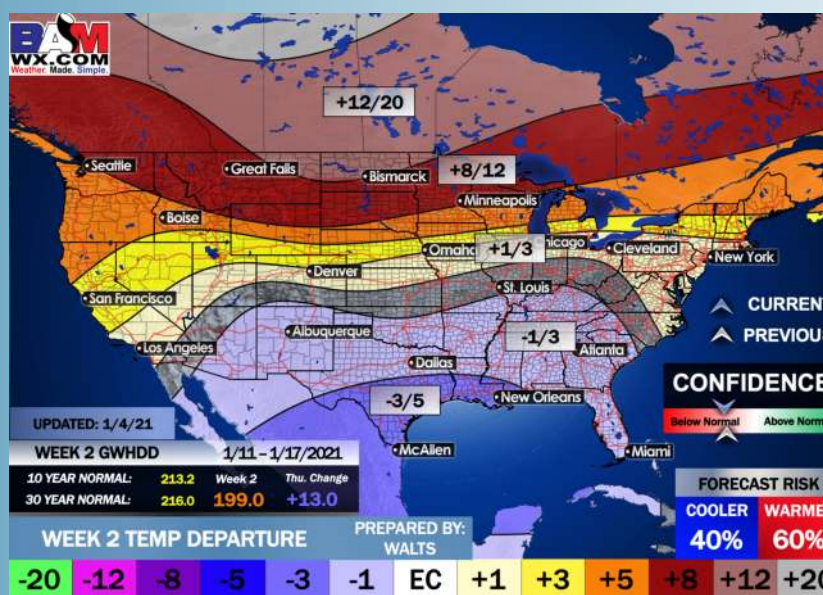 BAM
WX.COM
Weather. Made. Simple.
+12/20
Seattle
Great Falls
Bismarck
+8/12
Minneapolis
Boise
Omaha
+1/3
Chicago
Cleveland
New York
Denver
San Francisco
St. Louis
CURRENT
Los Angeles
Albuquerque
-1/3
PREVIOUS
Dallas
Atlanta
-3/5
New Orleans
CONFIDENCE
Below Normal Above Norm
UPDATED: 1/4/21
WEEK 2 GWHDD 1/11 – 1/17/2021
McAllen
Miami
10 YEAR NORMAL: 213.2 Week 2 Thu. Change
30 YEAR NORMAL: 216.0 199.0 +13.0
FORECAST RISK
COOLER WARME
40% 60%
WEEK 2 TEMP DEPARTURE
PREPARED BY:
WALTS
-20 -12 -8 -5 -3 -1 EC +1 +3 +5 +8 +12 +20